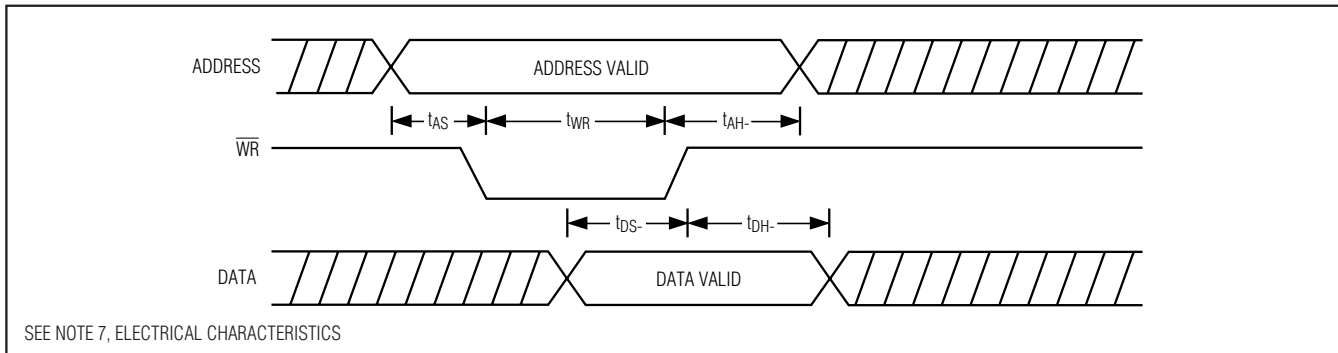 ADDRESS
ADDRESS VALID
tAS
tWR
tAH-
WR
tDS-
tDH-
DATA
DATA VALID
SEE NOTE 7, ELECTRICAL CHARACTERISTICS